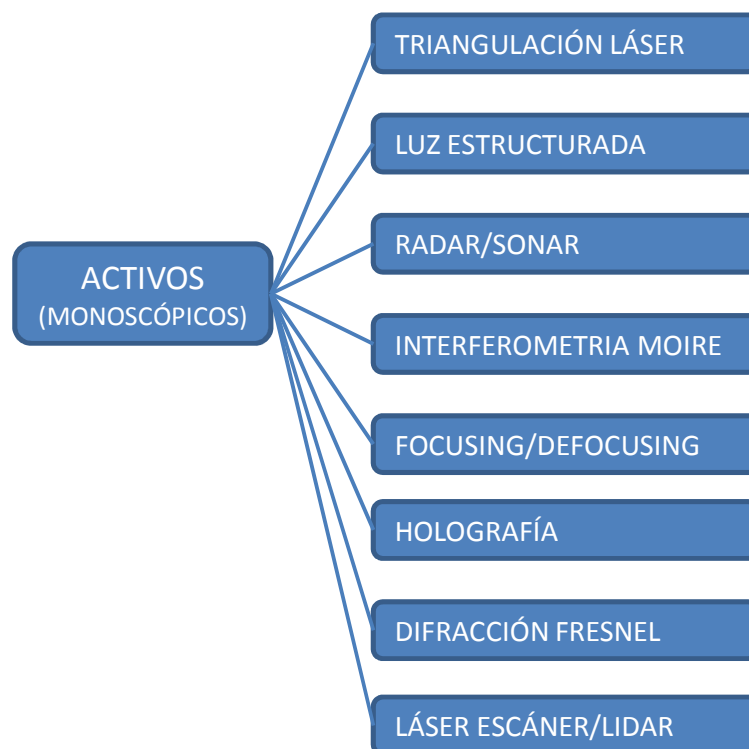 TRIANGULACIÓN LÁSER
LUZ ESTRUCTURADA
RADAR/SONAR
ACTIVOS
(MONOSCÓPICOS)
INTERFEROMETRIA MOIRE
FOCUSING/DEFOCUSING
HOLOGRAFÍA
DIFRACCIÓN FRESNEL
LÁSER ESCÁNER/LIDAR